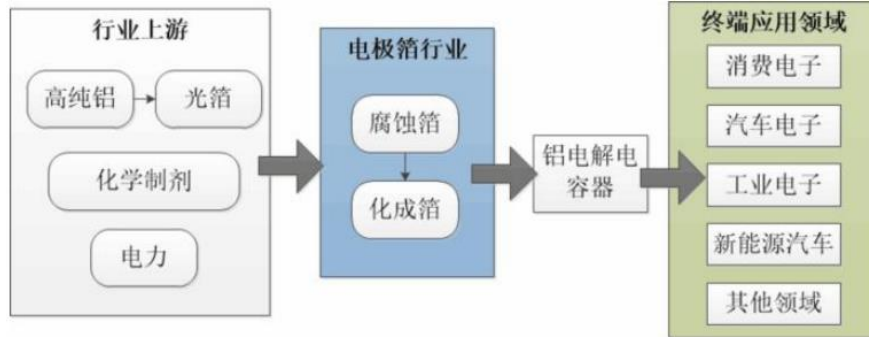 行业上游
高纯铝
光箔
化学制剂
电力
电极箔行业
腐蚀箔
化成箔
铝电解电
容器
终端应用领域
消费电子
汽车电子
工业电子
新能源汽车
其他领域